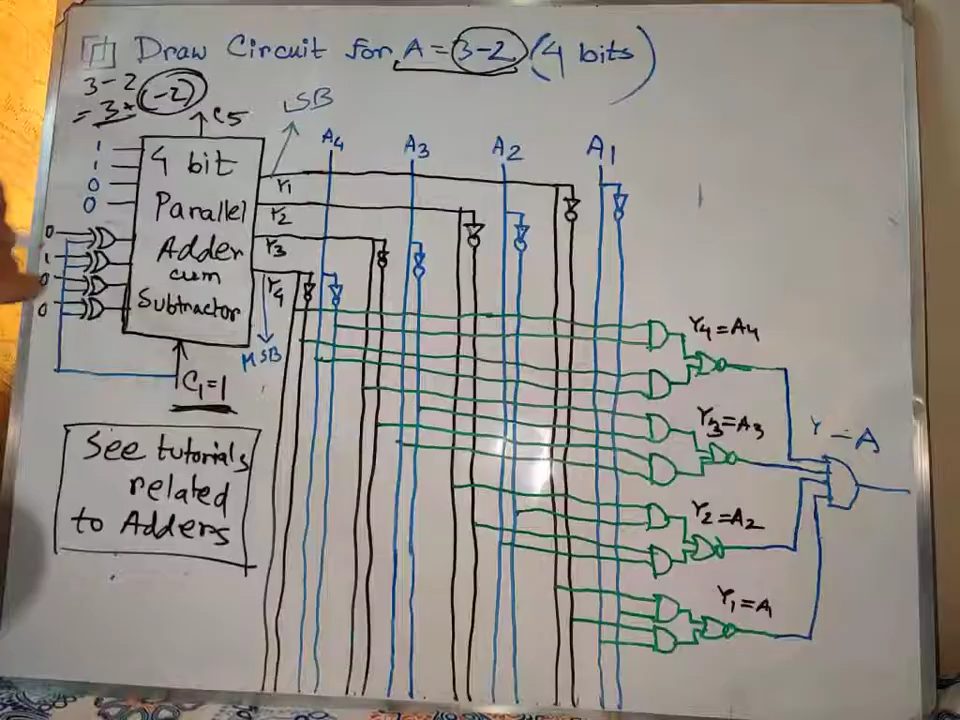 Draw Circuit for A = 3-2 (4 bits)
3-2
= 3+ (-2)
C5
LSB
A4 A3 A2 A1
1
1
0
0
4 bit
Parallel
Adder
cum
Subtractor
r1
r2
r3
r4
0
1
0
0
MSB
C1=1
Y4=A4
Y3=A3
Y = A
Y2=A2
Y1=A1
See tutorials
related
to Adders